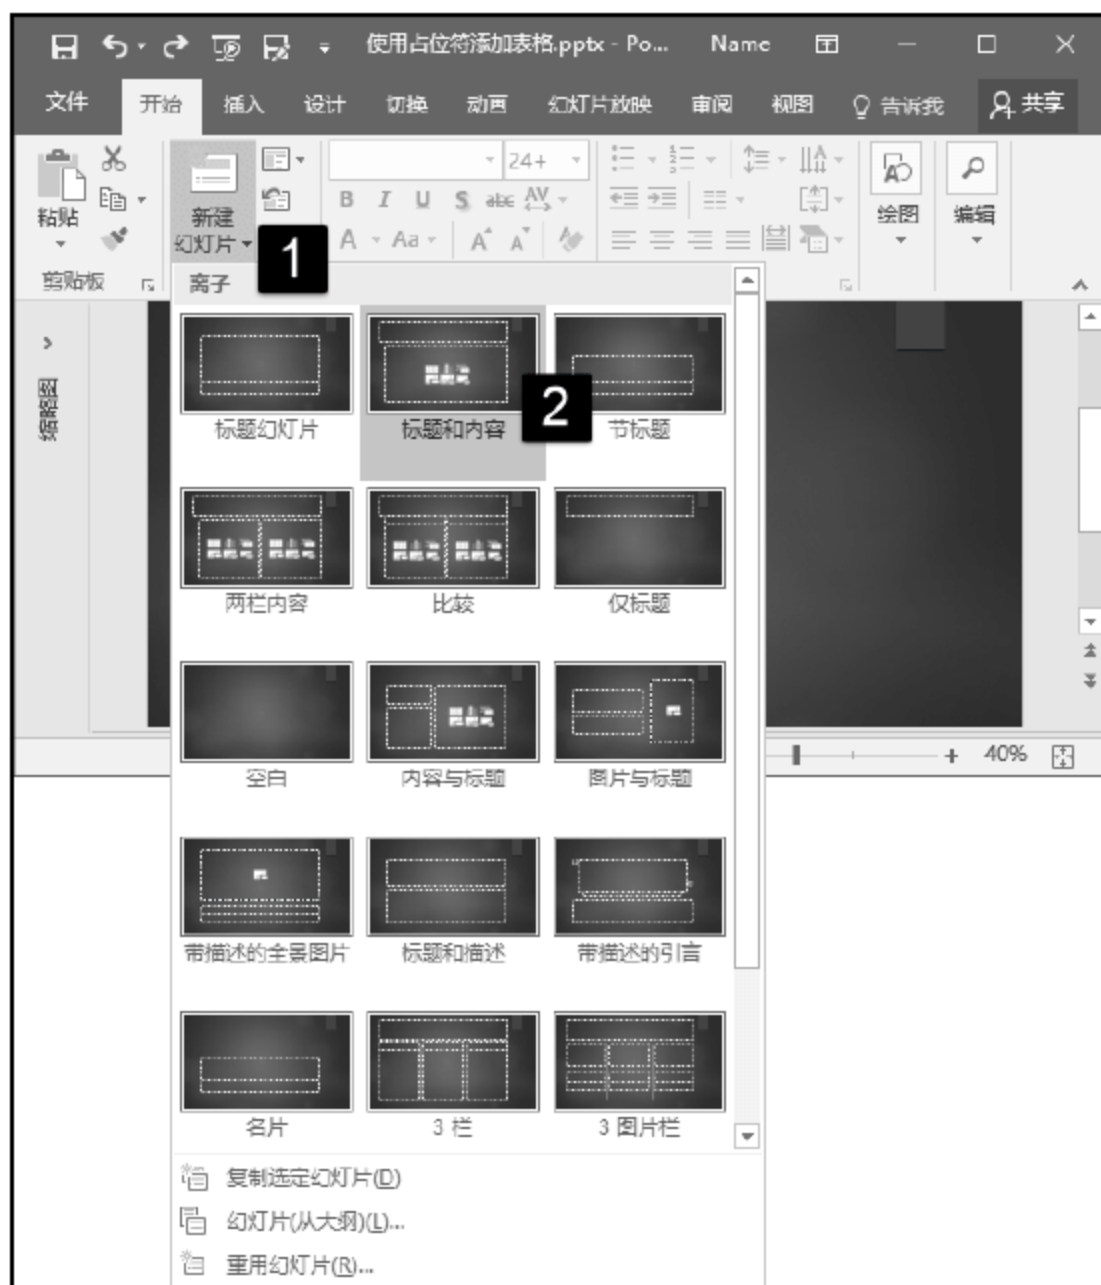 使用占位符添加表格.pptx - Po... Name
文件 开始 插入 设计 切换 动画 幻灯片放映 审阅 视图 告诉我 共享
24+
B I U S abc AV
粘贴 新建 幻灯片 A Aa A A 绘图 编辑
1
剪贴板
离子
缩略图
2
标题幻灯片 标题和内容 节标题
两栏内容 比较 仅标题
空白 内容与标题 图片与标题
40%
带描述的全景图片 标题和描述 带描述的引言
名片 3 栏 3 图片栏
复制选定幻灯片(D)
幻灯片(从大纲)(L)...
重用幻灯片(R)...